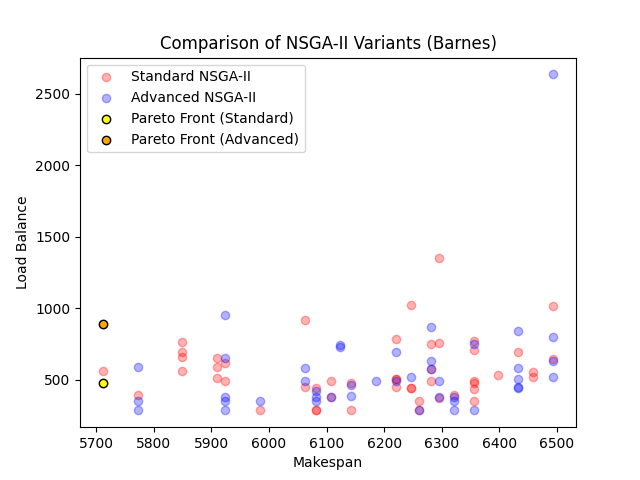 Comparison of NSGA-II Variants (Barnes)
Standard NSGA-II
Advanced NSGA-II
Pareto Front (Standard)
Pareto Front (Advanced)
2500
2000
1500
1000
500
Load Balance
5700 5800 5900 6000 6100 6200 6300 6400 6500
Makespan